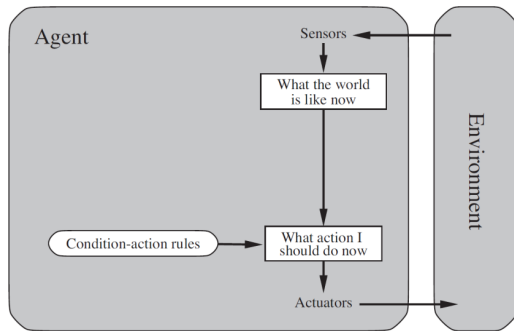 Agent
Sensors
What the world
is like now
Condition-action rules
What action I
should do now
Actuators
Environment